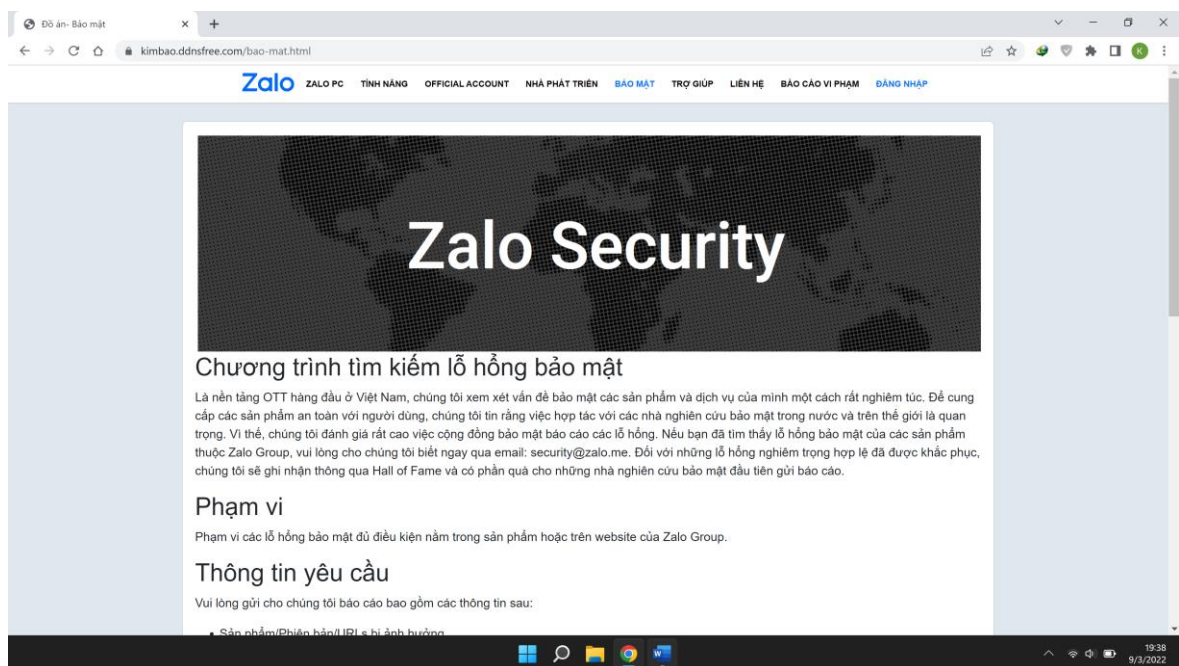 Đồ án- Bảo mật
kimbao.ddnsfree.com/bao-mat.html
K
Zalo ZALO PC TÍNH NĂNG OFFICIAL ACCOUNT NHÀ PHÁT TRIỂN BẢO MẬT TRỢ GIÚP LIÊN HỆ BÁO CÁO VI PHẠM ĐĂNG NHẬP
Zalo Security
Chương trình tìm kiếm lỗ hổng bảo mật
Là nền tảng OTT hàng đầu ở Việt Nam, chúng tôi xem xét vấn đề bảo mật các sản phẩm và dịch vụ của mình một cách rất nghiêm túc. Để cung
cấp các sản phẩm an toàn với người dùng, chúng tôi tin rằng việc hợp tác với các nhà nghiên cứu bảo mật trong nước và trên thế giới là quan
trọng. Vì thế, chúng tôi đánh giá rất cao việc cộng đồng bảo mật báo cáo các lỗ hổng. Nếu bạn đã tìm thấy lỗ hổng bảo mật của các sản phẩm
thuộc Zalo Group, vui lòng cho chúng tôi biết ngay qua email: security@zalo.me. Đối với những lỗ hổng nghiêm trọng hợp lệ đã được khắc phục,
chúng tôi sẽ ghi nhận thông qua Hall of Fame và có phần quà cho những nhà nghiên cứu bảo mật đầu tiên gửi báo cáo.
Phạm vi
Phạm vi các lỗ hổng bảo mật đủ điều kiện nằm trong sản phẩm hoặc trên website của Zalo Group.
Thông tin yêu cầu
Vui lòng gửi cho chúng tôi báo cáo bao gồm các thông tin sau:
• Sản phẩm/Phiên bản/URLs bị ảnh hưởng
19:38
9/3/2022